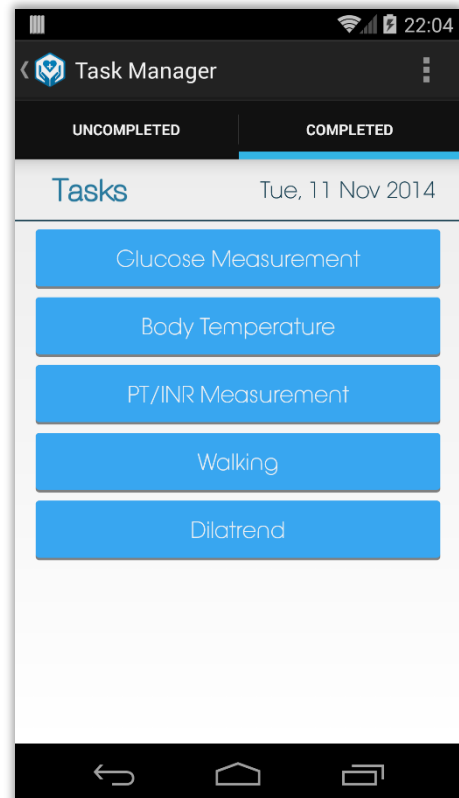 22:04
Task Manager
UNCOMPLETED COMPLETED
Tasks Tue, 11 Nov 2014
Glucose Measurement
Body Temperature
PT/INR Measurement
Walking
Dilatrend